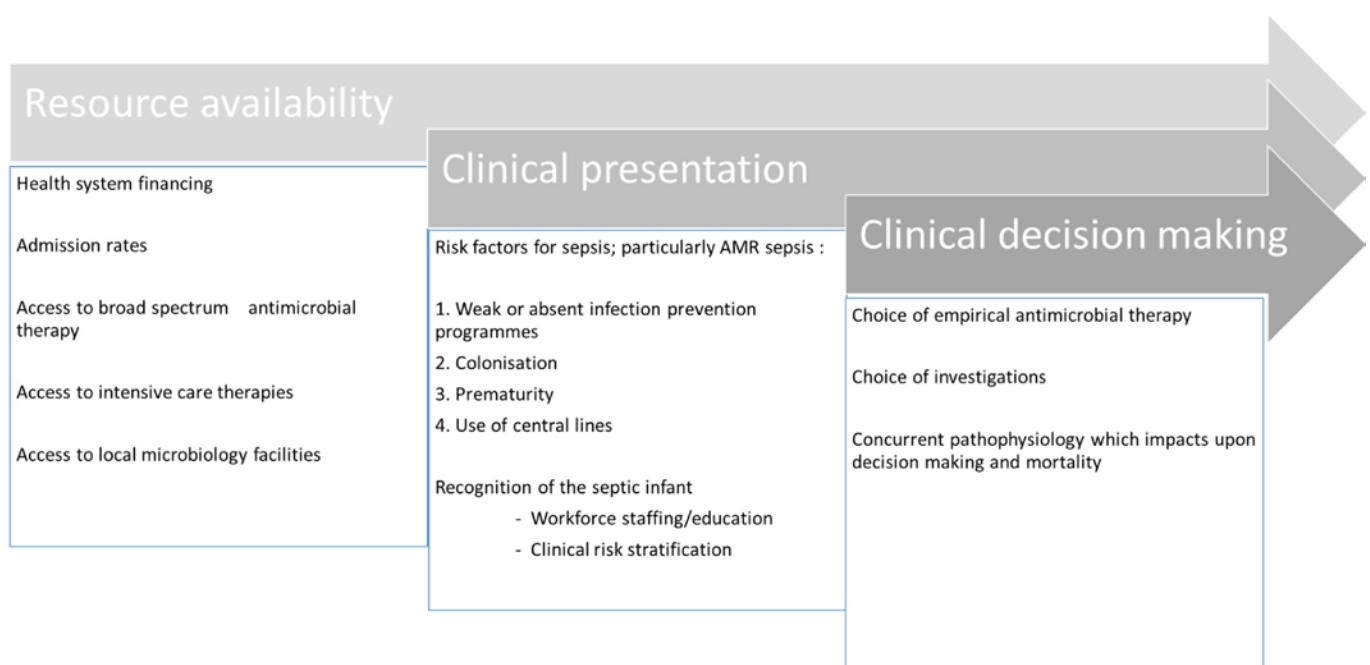 Resource availability
Health system financing
Admission rates
Access to broad spectrum antimicrobial
therapy
Access to intensive care therapies
Access to local microbiology facilities
Clinical presentation
Risk factors for sepsis; particularly AMR sepsis :
1. Weak or absent infection prevention
programmes
2. Colonisation
3. Prematurity
4. Use of central lines
Recognition of the septic infant
- Workforce staffing/education
- Clinical risk stratification
Clinical decision making
Choice of empirical antimicrobial therapy
Choice of investigations
Concurrent pathophysiology which impacts upon
decision making and mortality